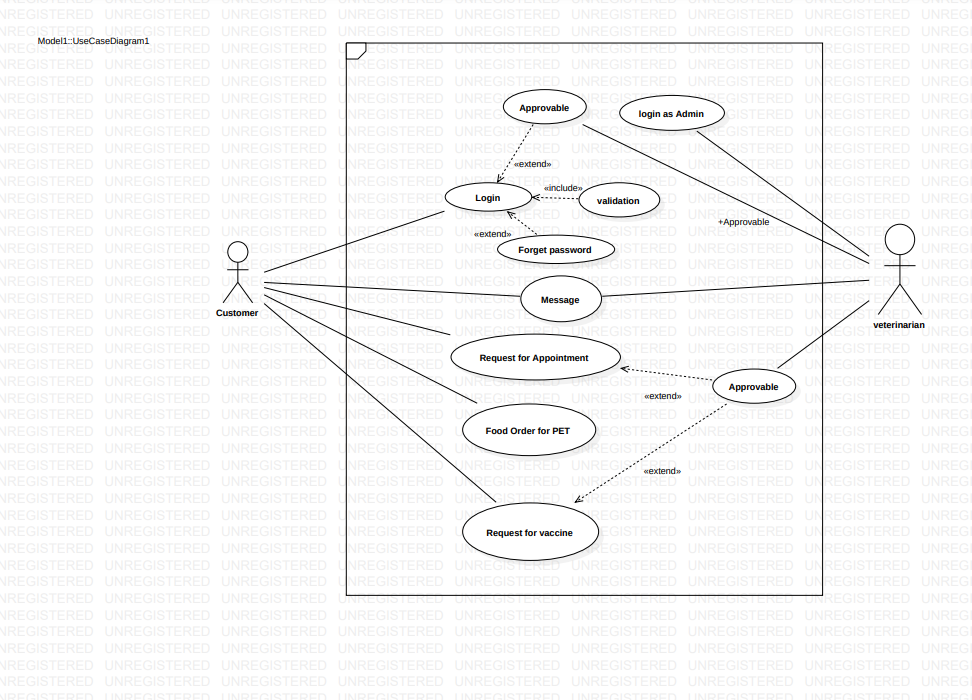 Model1::UseCaseDiagram1
Approvable
login as Admin
«extend»
Login
«include»
validation
+Approvable
«extend»
Forget password
Message
Customer
veterinarian
Request for Appointment
Approvable
«extend»
Food Order for PET
«extend»
Request for vaccine
UNREGISTERED